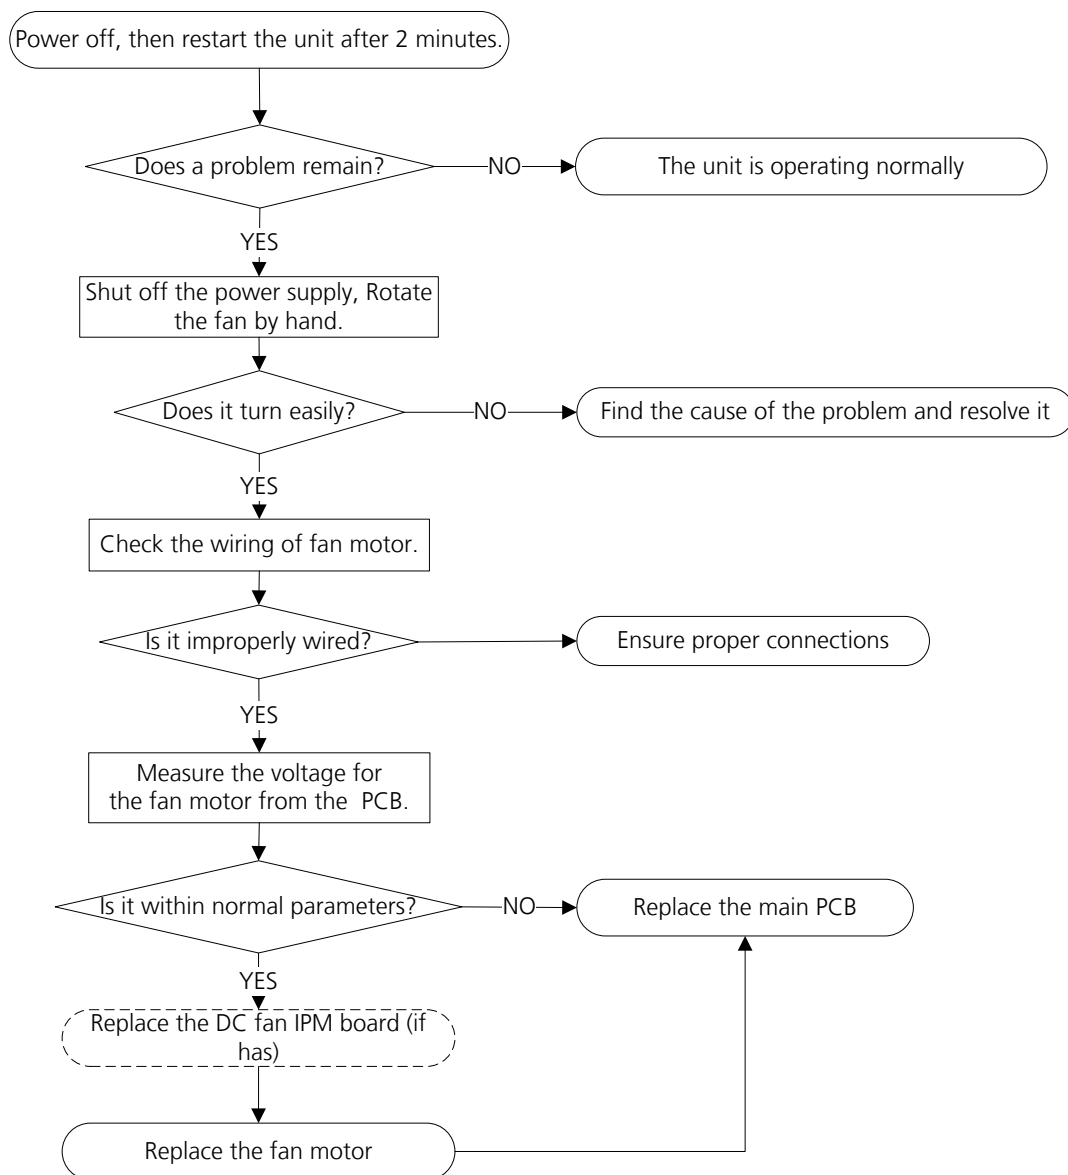 Power off, then restart the unit after 2 minutes.
Does a problem remain?
NO
The unit is operating normally
YES
Shut off the power supply, Rotate
the fan by hand.
Does it turn easily?
NO
Find the cause of the problem and resolve it
YES
Check the wiring of fan motor.
Is it improperly wired?
Ensure proper connections
YES
Measure the voltage for
the fan motor from the PCB.
Is it within normal parameters?
NO
Replace the main PCB
YES
Replace the DC fan IPM board (if
has)
Replace the fan motor